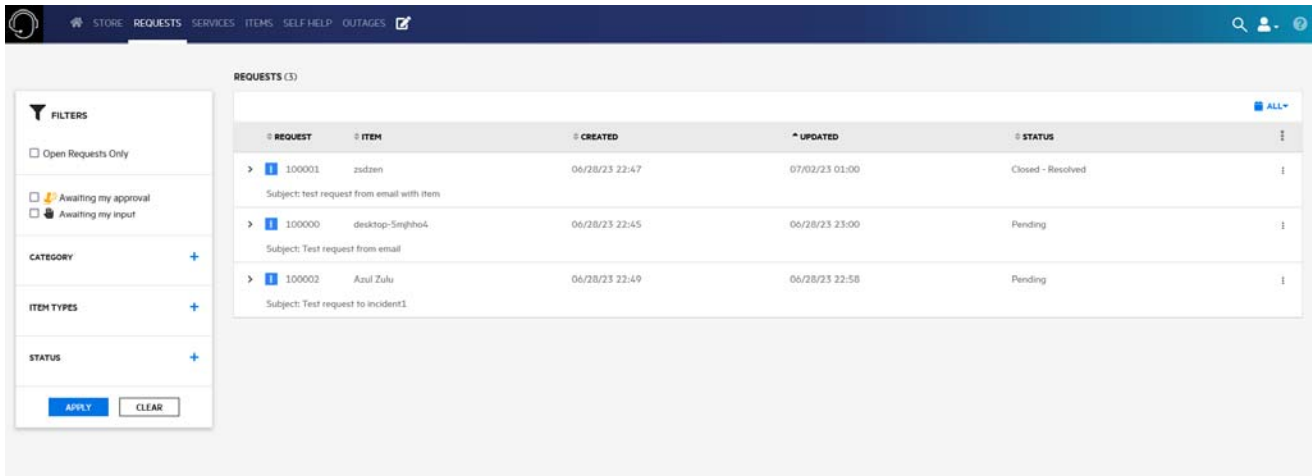 STORE REQUESTS SERVICES ITEMS SELF HELP OUTAGES
REQUESTS (3)
FILTERS
Open Requests Only
Awaiting my approval
Awaiting my input
CATEGORY +
ITEM TYPES +
STATUS +
APPLY CLEAR
ALL
REQUEST ITEM CREATED UPDATED STATUS
I 100001 zsdzen 06/28/23 22:47 07/02/23 01:00 Closed - Resolved
Subject: test request from email with item
I 100000 desktop-5mjhho4 06/28/23 22:45 06/28/23 23:00 Pending
Subject: Test request from email
I 100002 Azul Zulu 06/28/23 22:49 06/28/23 22:58 Pending
Subject: Test request to incident1